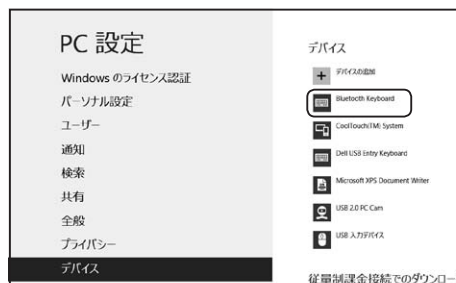 PC 設定
Windows のライセンス認証
パーソナル設定
ユーザー
通知
検索
共有
全般
プライバシー
デバイス
デバイス
デバイスの追加
Bluetooth Keyboard
CoolTouch(TM) System
Dell USB Entry Keyboard
Microsoft XPS Document Writer
USB 2.0 PC Cam
USB 入力デバイス
従量制課金接続でのダウンロー